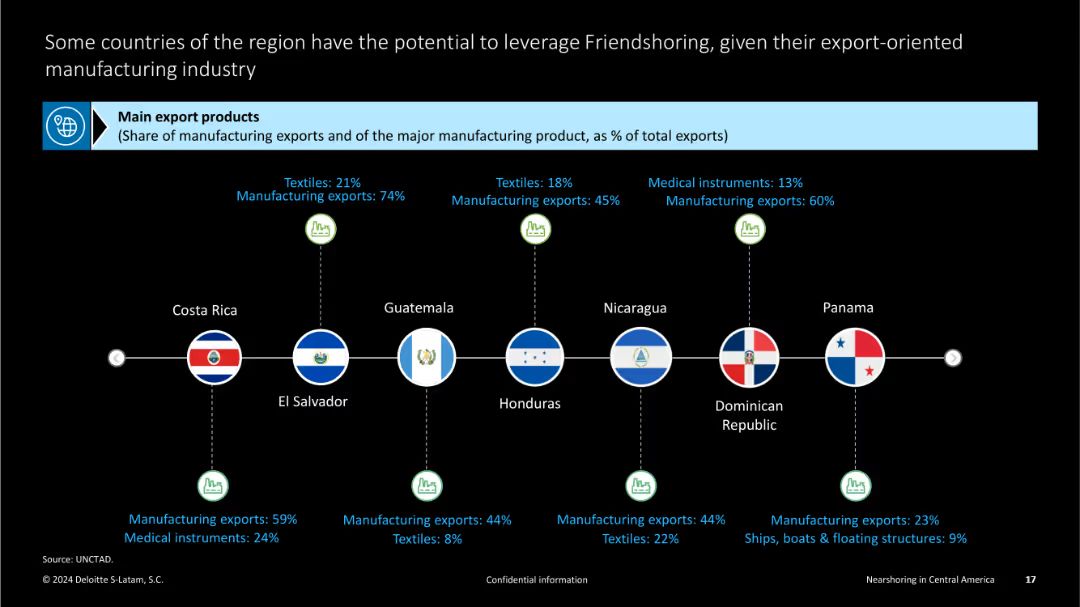 Some countries of the region have the potential to leverage Friendshoring, given their export-oriented
manufacturing industry
Main export products
(Share of manufacturing exports and of the major manufacturing product, as % of total exports)
Textiles: 21%
Manufacturing exports: 74%
Textiles: 18%
Manufacturing exports: 45%
Medical instruments: 13%
Manufacturing exports: 60%
Costa Rica
Guatemala
Nicaragua
Panama
El Salvador
Honduras
Dominican
Republic
Manufacturing exports: 59%
Medical instruments: 24%
Manufacturing exports: 44%
Textiles: 8%
Manufacturing exports: 44%
Textiles: 22%
Manufacturing exports: 23%
Ships, boats & floating structures: 9%
Source: UNCTAD.
© 2024 Deloitte S-Latam, S.C.
Confidential information
Nearshoring in Central America
17